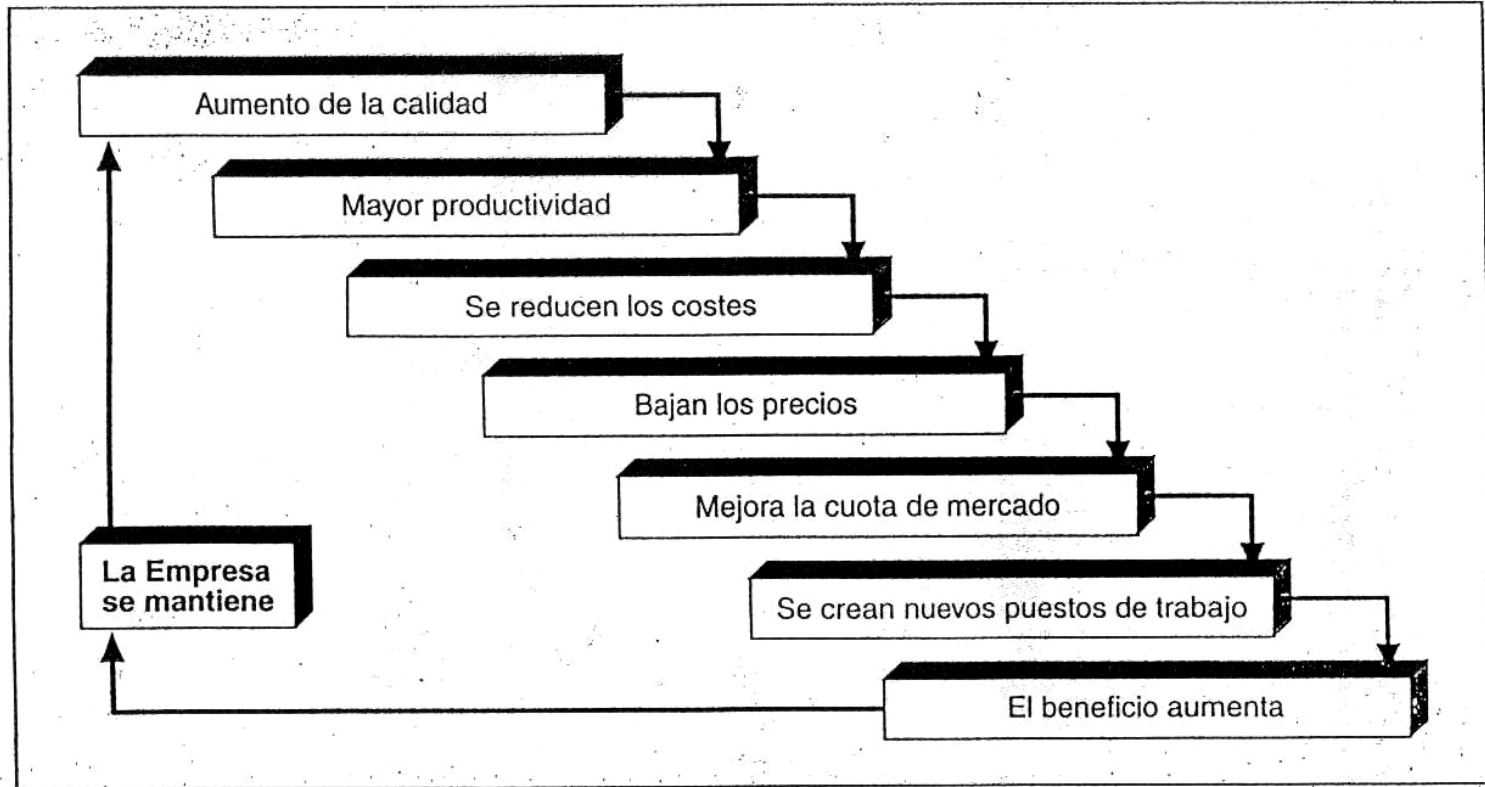 Aumento de la calidad
Mayor productividad
Se reducen los costes
Bajan los precios
Mejora la cuota de mercado
Se crean nuevos puestos de trabajo
El beneficio aumenta
La Empresa
se mantiene